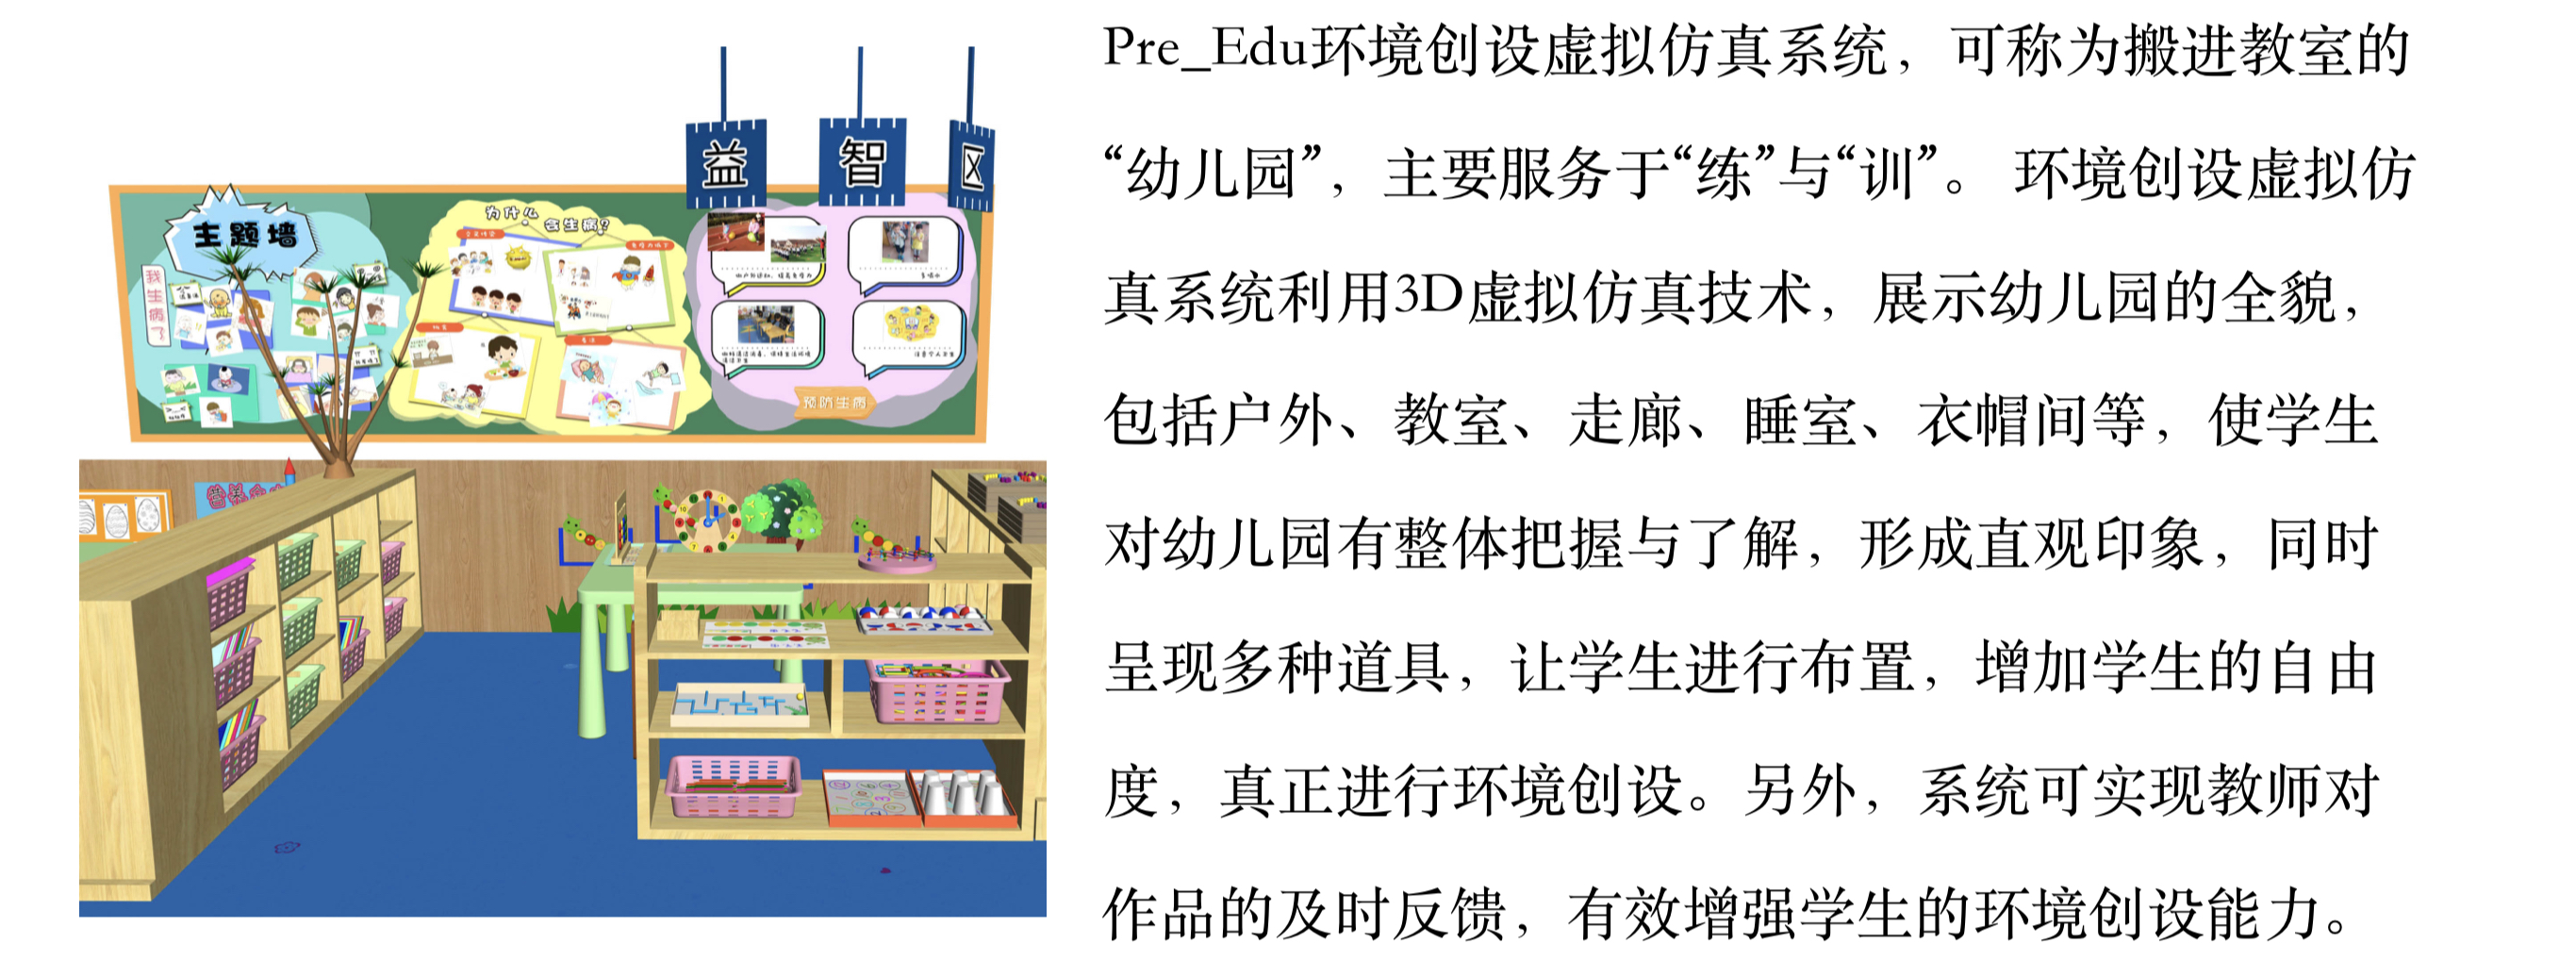 益 智 区
主题墙
为什么会生病?
我生病了
预防生病
Pre_Edu环境创设虚拟仿真系统，可称为搬进教室的
“幼儿园”，主要服务于“练”与“训”。 环境创设虚拟仿
真系统利用3D虚拟仿真技术，展示幼儿园的全貌，
包括户外、教室、走廊、睡室、衣帽间等，使学生
对幼儿园有整体把握与了解，形成直观印象，同时
呈现多种道具，让学生进行布置，增加学生的自由
度，真正进行环境创设。另外，系统可实现教师对
作品的及时反馈，有效增强学生的环境创设能力。